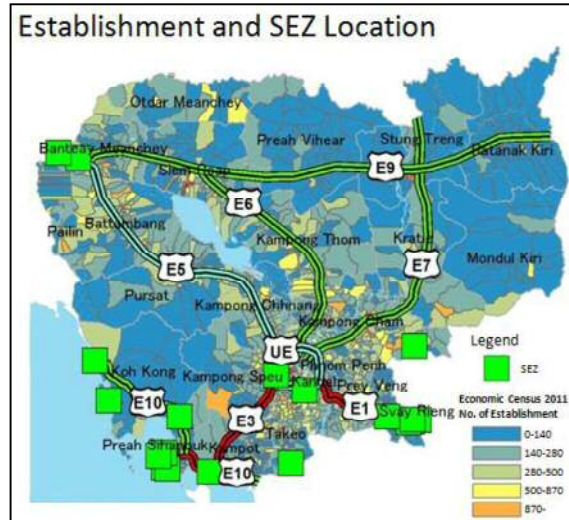 Establishment and SEZ Location
Otdar Meanchey
Preah Vihear
Stung Treng
Ratanak Kiri
Banteay Meanchey
Siem Reap
E9
E6
Battambang
Pailin
Kampong Thom
Kratie
Mondul Kiri
E5
E7
Pursat
Kampong Chhnang
Kampong Cham
UE
Phnom Penh
Kandal
Prey Veng
Koh Kong
Kampong Speu
E10
E3
E1
Svay Rieng
Takeo
Preah Sihanouk
Kampot
E10
Legend
SEZ
Economic Census 2011
No. of Establishment
0-140
140-280
280-500
500-870
870-